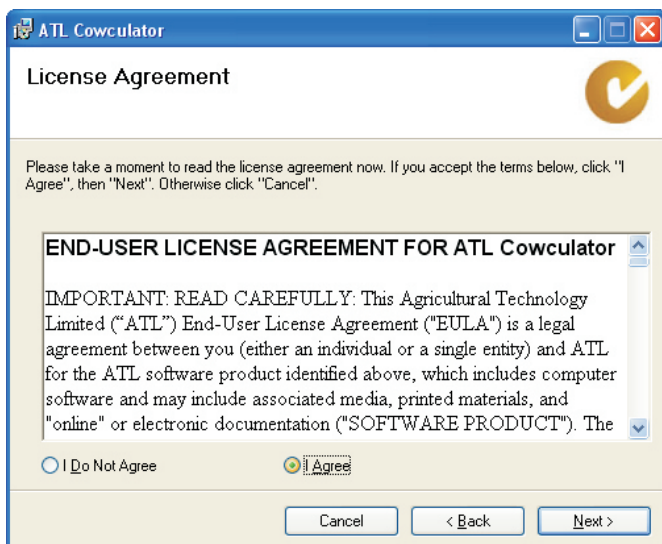 ATL Cowculator
License Agreement
Please take a moment to read the license agreement now. If you accept the terms below, click "I
Agree", then "Next". Otherwise click "Cancel".
END-USER LICENSE AGREEMENT FOR ATL Cowculator
IMPORTANT: READ CAREFULLY: This Agricultural Technology
Limited (“ATL”) End-User License Agreement ("EULA") is a legal
agreement between you (either an individual or a single entity) and ATL
for the ATL software product identified above, which includes computer
software and may include associated media, printed materials, and
"online" or electronic documentation ("SOFTWARE PRODUCT"). The
I Do Not Agree
I Agree
Cancel
< Back
Next >